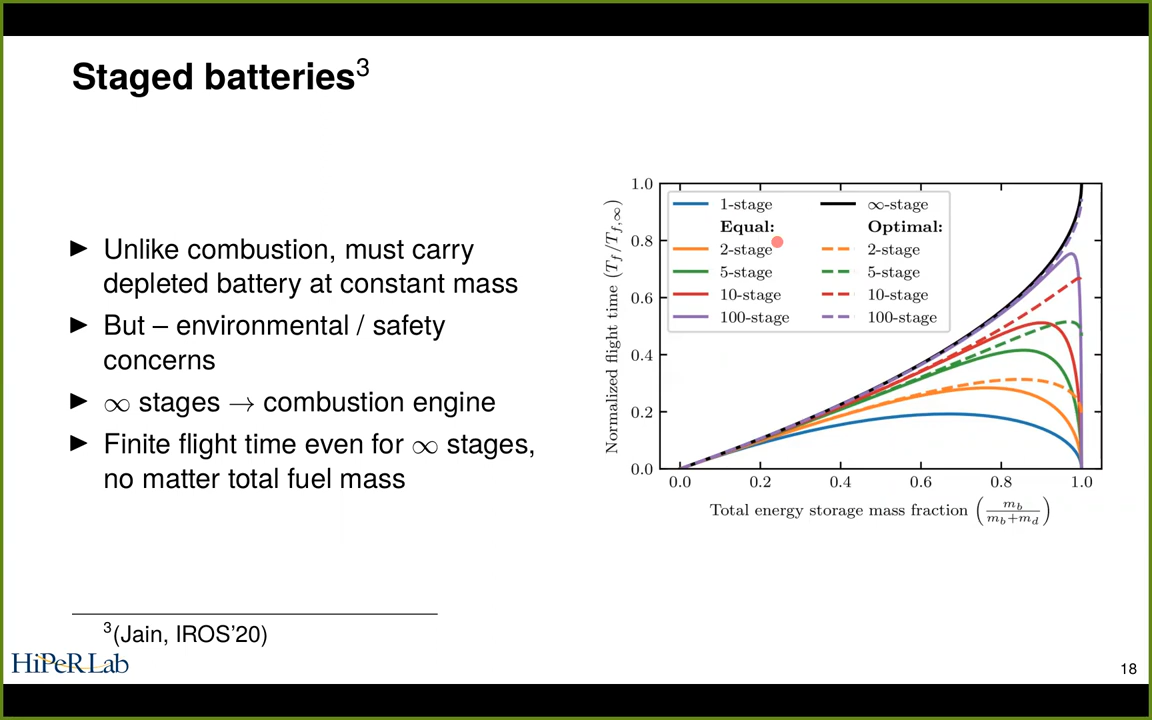 Staged batteries³
▶ Unlike combustion, must carry
depleted battery at constant mass
▶ But – environmental / safety
concerns
▶ ∞ stages → combustion engine
▶ Finite flight time even for ∞ stages,
no matter total fuel mass
Normalized flight time (T_f/T_{f,∞})
1.0
0.8
0.6
0.4
0.2
0.0
1-stage
Equal:
2-stage
5-stage
10-stage
100-stage
∞-stage
Optimal:
2-stage
5-stage
10-stage
100-stage
0.0 0.2 0.4 0.6 0.8 1.0
Total energy storage mass fraction (m_b/(m_b+m_d))
³(Jain, IROS'20)
HiPeRLab
18